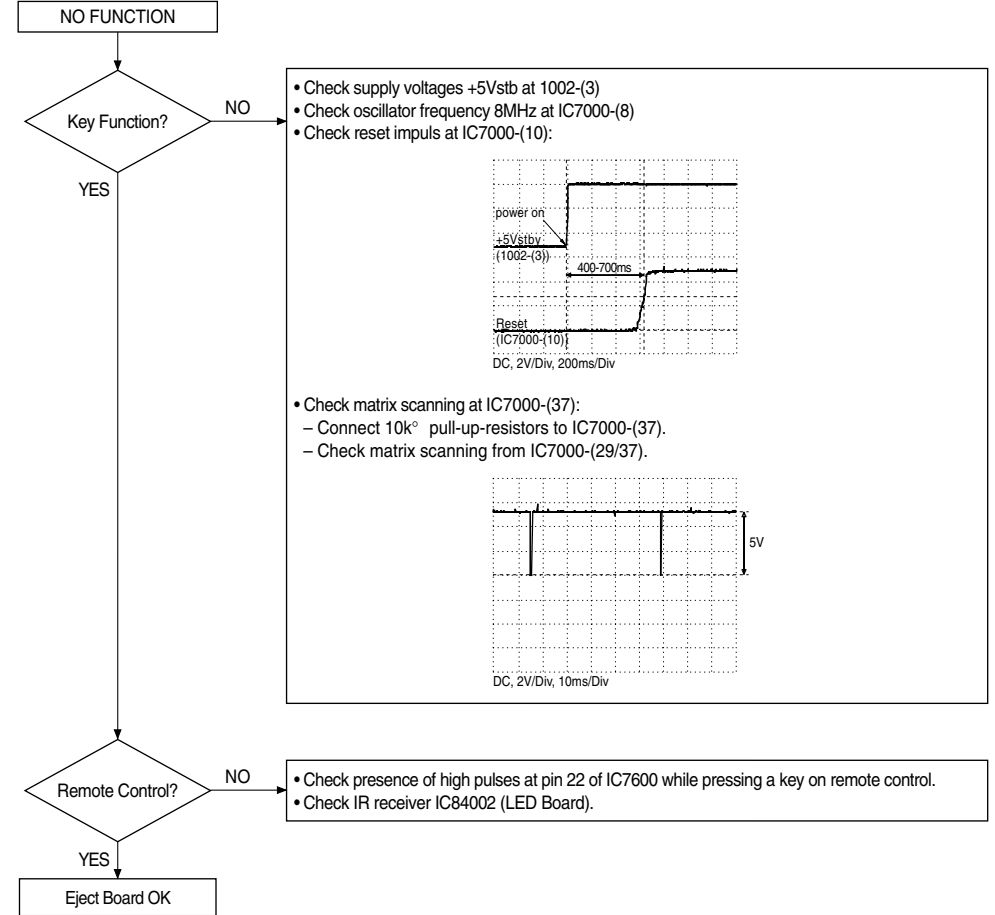 NO FUNCTION
Key Function?
NO
YES
• Check supply voltages +5Vstb at 1002-(3)
• Check oscillator frequency 8MHz at IC7000-(8)
• Check reset impuls at IC7000-(10):
power on
+5Vstby
(1002-(3))
400-700ms
Reset
(IC7000-(10))
DC, 2V/Div, 200ms/Div
• Check matrix scanning at IC7000-(37):
– Connect 10k° pull-up-resistors to IC7000-(37).
– Check matrix scanning from IC7000-(29/37).
5V
DC, 2V/Div, 10ms/Div
Remote Control?
NO
• Check presence of high pulses at pin 22 of IC7600 while pressing a key on remote control.
• Check IR receiver IC84002 (LED Board).
YES
Eject Board OK